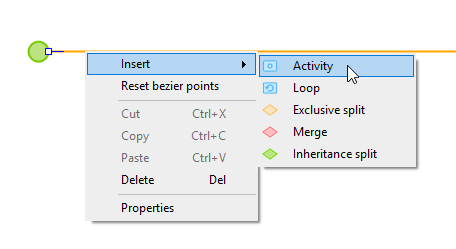 Insert
Reset bezier points
Cut Ctrl+X
Copy Ctrl+C
Paste Ctrl+V
Delete Del
Properties
Activity
Loop
Exclusive split
Merge
Inheritance split